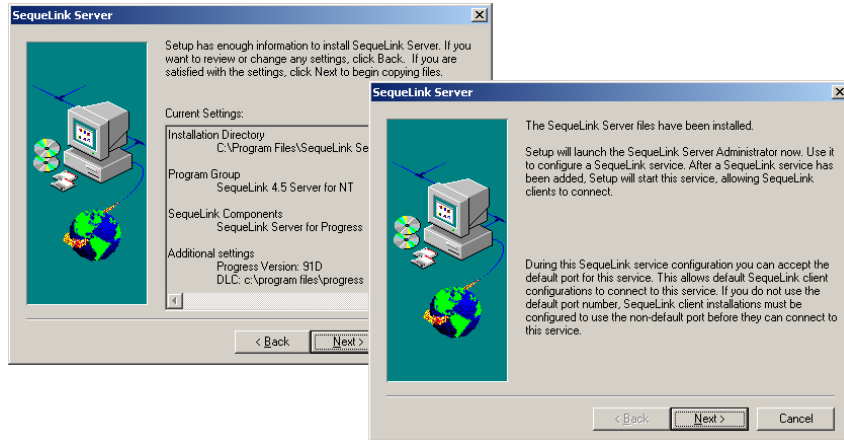 SequeLink Server
Setup has enough information to install SequeLink Server. If you
want to review or change any settings, click Back. If you are
satisfied with the settings, click Next to begin copying files.
Current Settings:
Installation Directory
C:\Program Files\SequeLink Se
Program Group
SequeLink 4.5 Server for NT
SequeLink Components
SequeLink Server for Progress
Additional settings
Progress Version: 91D
DLC: c:\program files\progress
< Back
Next >
SequeLink Server
The SequeLink Server files have been installed.
Setup will launch the SequeLink Server Administrator now. Use it
to configure a SequeLink service. After a SequeLink service has
been added, Setup will start this service, allowing SequeLink
clients to connect.
During this SequeLink service configuration you can accept the
default port for this service. This allows default SequeLink client
configurations to connect to this service. If you do not use the
default port number, SequeLink client installations must be
configured to use the non-default port before they can connect to
this service.
< Back
Next >
Cancel